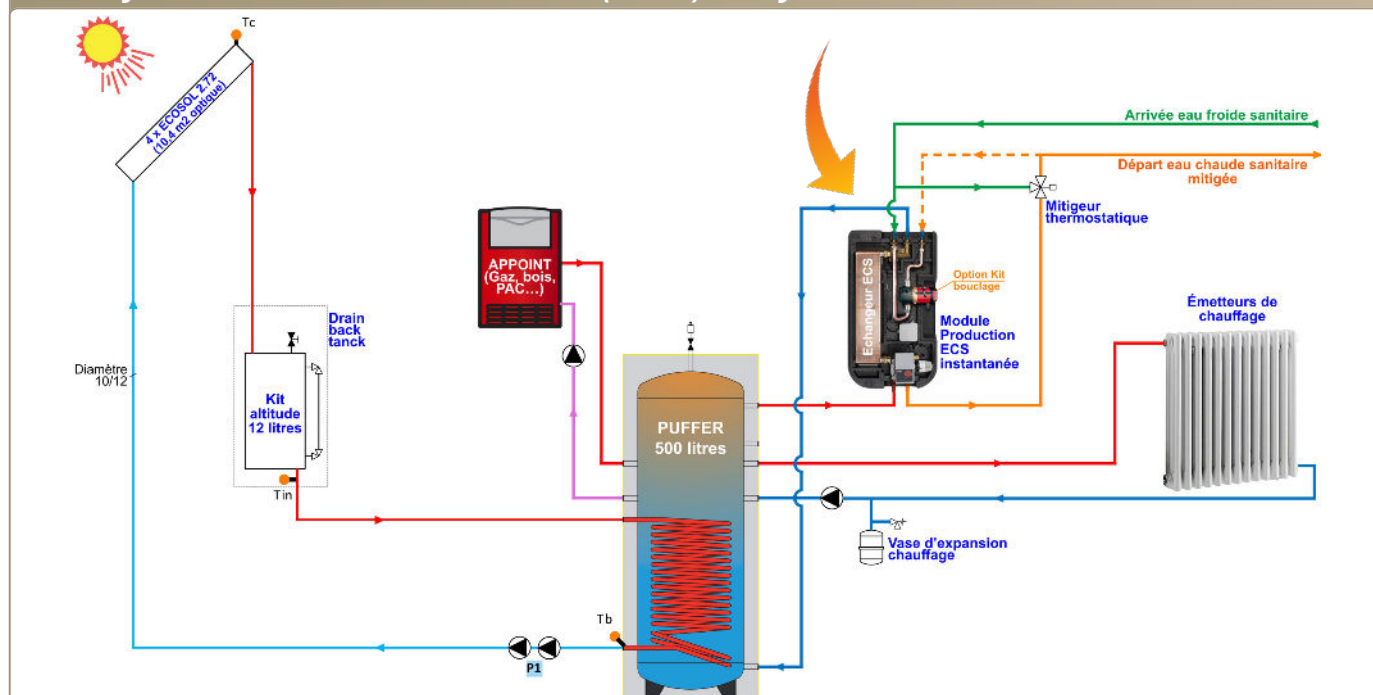 Tc
4 x ECOSOL 2.72
(10,4 m2 optique)
Arrivée eau froide sanitaire
Départ eau chaude sanitaire
mitigée
Mitigeur
thermostatique
APPOINT
(Gaz, bois,
PAC...)
Echangeur ECS
Option Kit
bouclage
Module
Production
ECS
instantanée
Émetteurs de
chauffage
Drain
back
tanck
Diamètre
10/12
Kit
altitude
12 litres
Tin
PUFFER
500 litres
Vase d'expansion
chauffage
Tb
P1